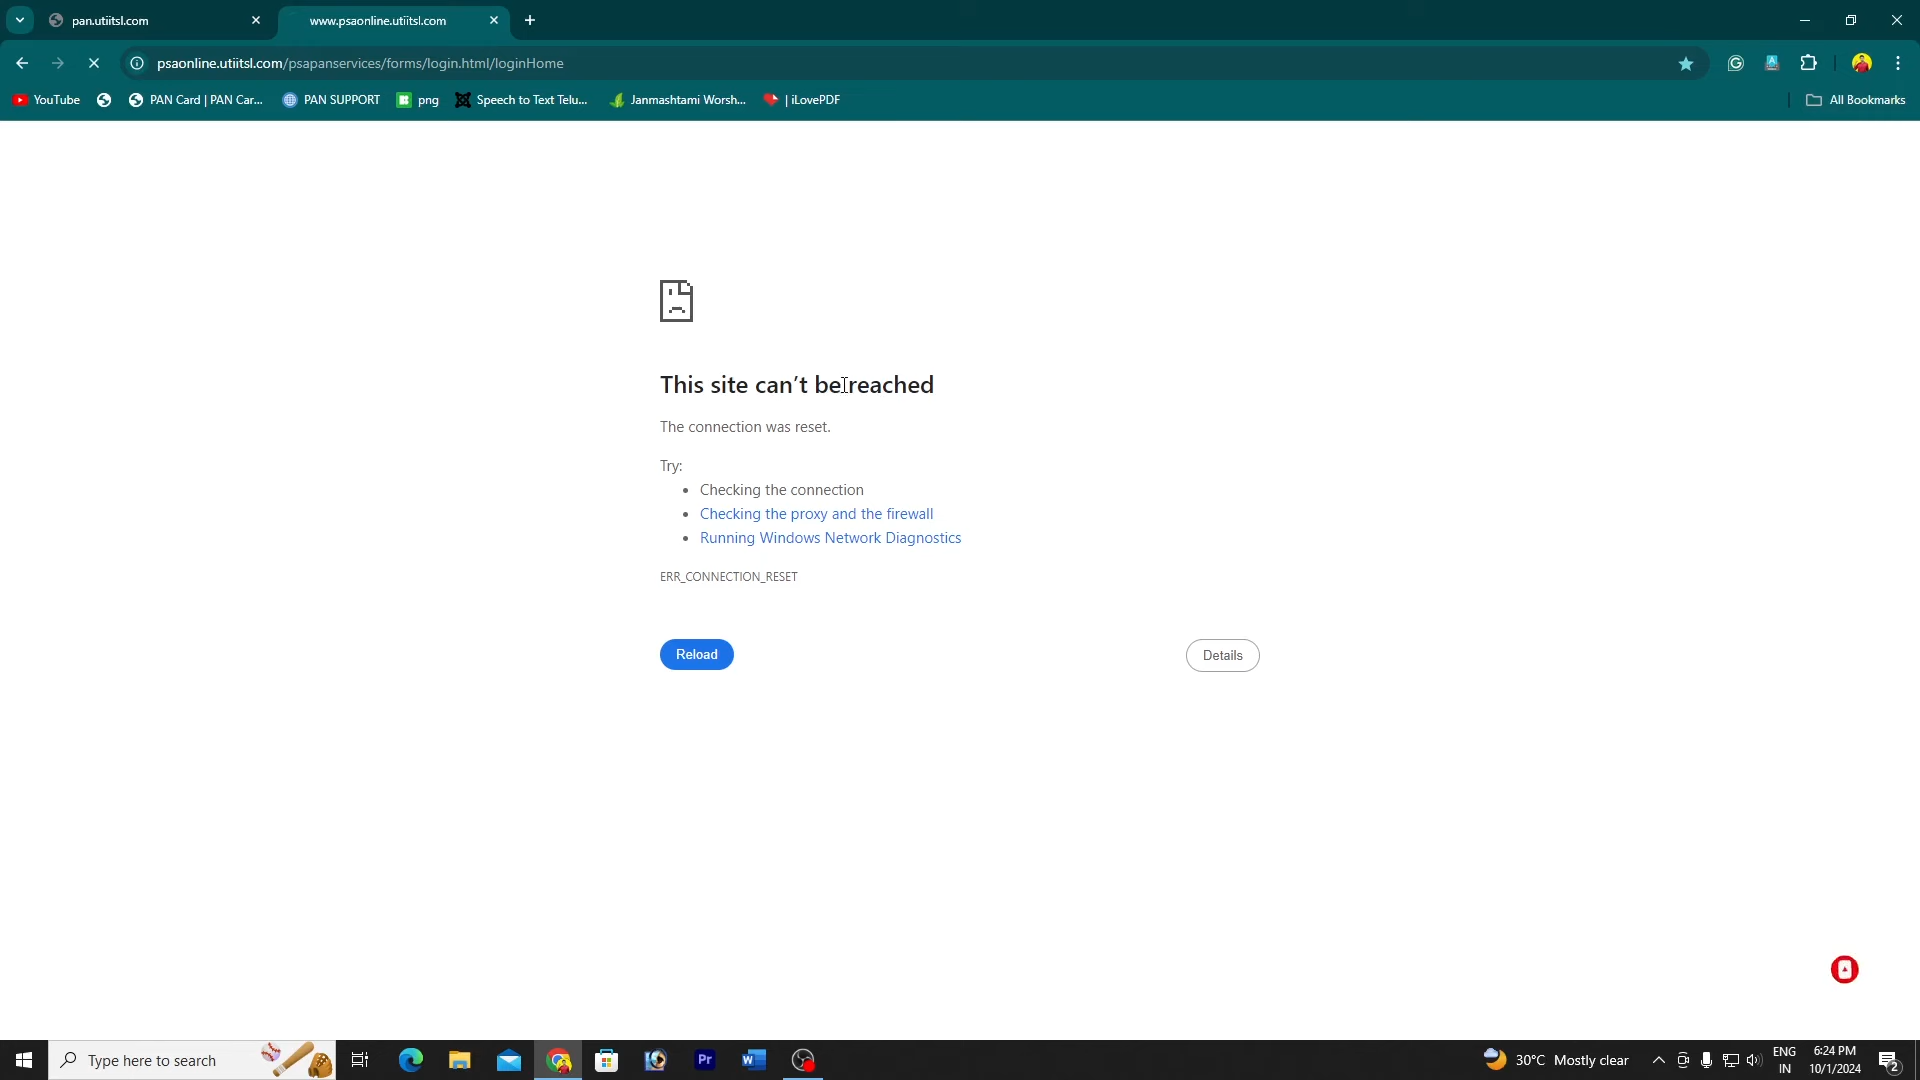 pan.utiitsl.com
www.psaonline.utiitsl.com
psaonline.utiitsl.com/psapanservices/forms/login.html/loginHome
YouTube
PAN Card | PAN Car...
PAN SUPPORT
png
Speech to Text Telu...
Janmashtami Worsh...
| iLovePDF
All Bookmarks
This site can’t be reached
The connection was reset.
Try:
• Checking the connection
• Checking the proxy and the firewall
• Running Windows Network Diagnostics
ERR_CONNECTION_RESET
Reload
Details
Type here to search
Pr
30°C Mostly clear
ENG
IN
6:24 PM
10/1/2024
2